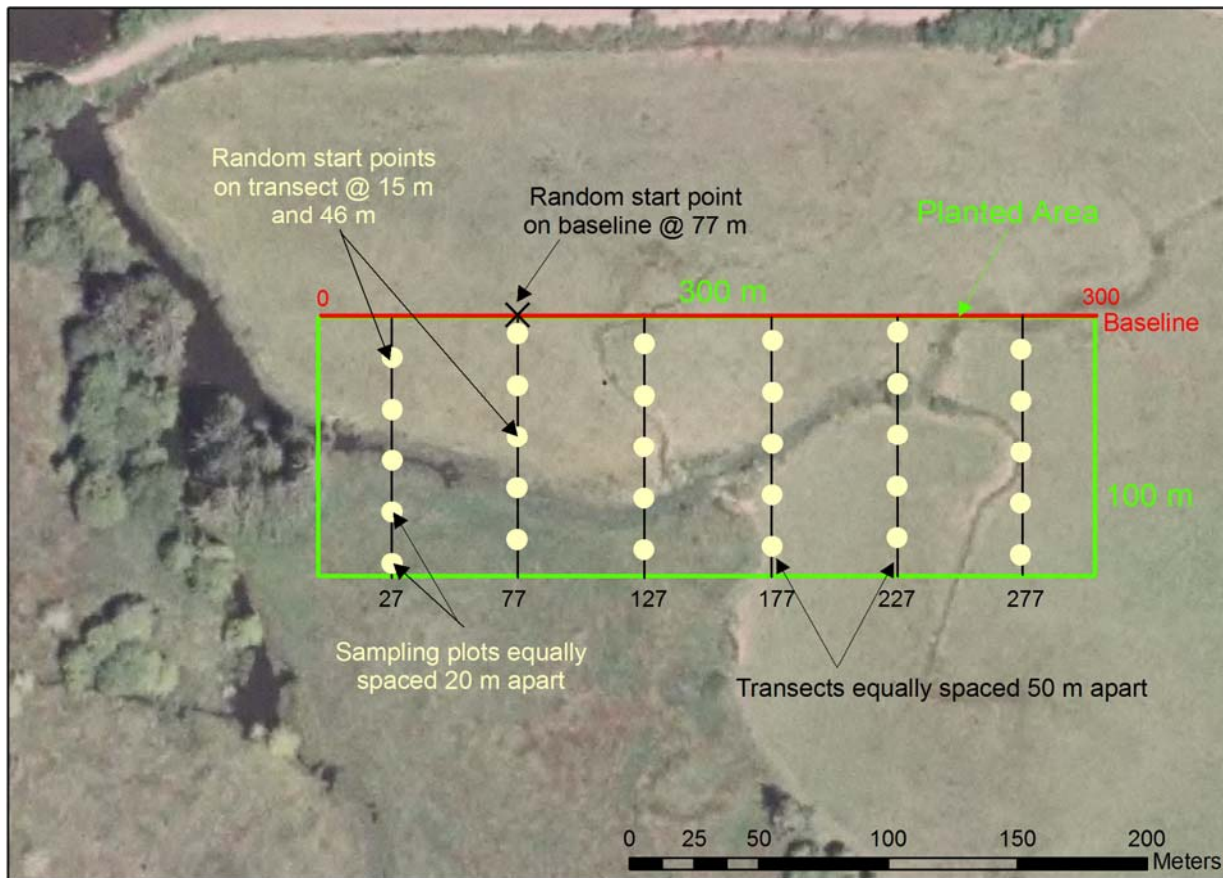 Random start points
on transect @ 15 m
and 46 m
Random start point
on baseline @ 77 m
Planted Area
0
300 m
300
Baseline
100 m
27
77
127
177
227
277
Sampling plots equally
spaced 20 m apart
Transects equally spaced 50 m apart
0
25
50
100
150
200
Meters